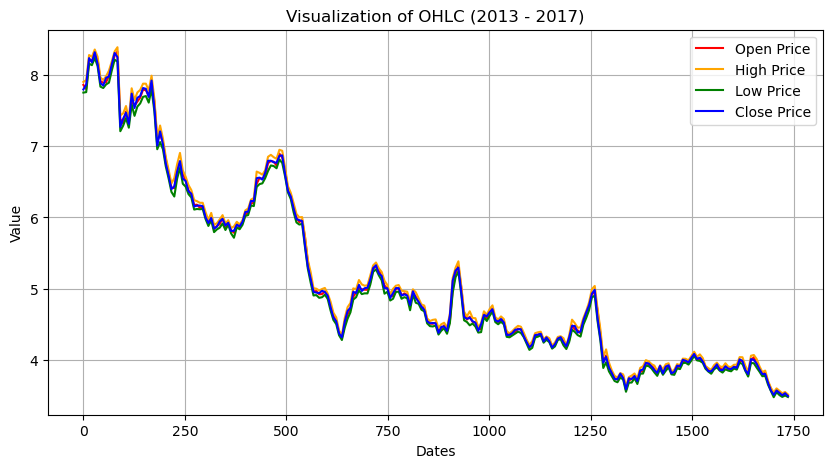 Visualization of OHLC (2013 - 2017)
Open Price
High Price
Low Price
Close Price
Value
8
7
6
5
4
0 250 500 750 1000 1250 1500 1750
Dates